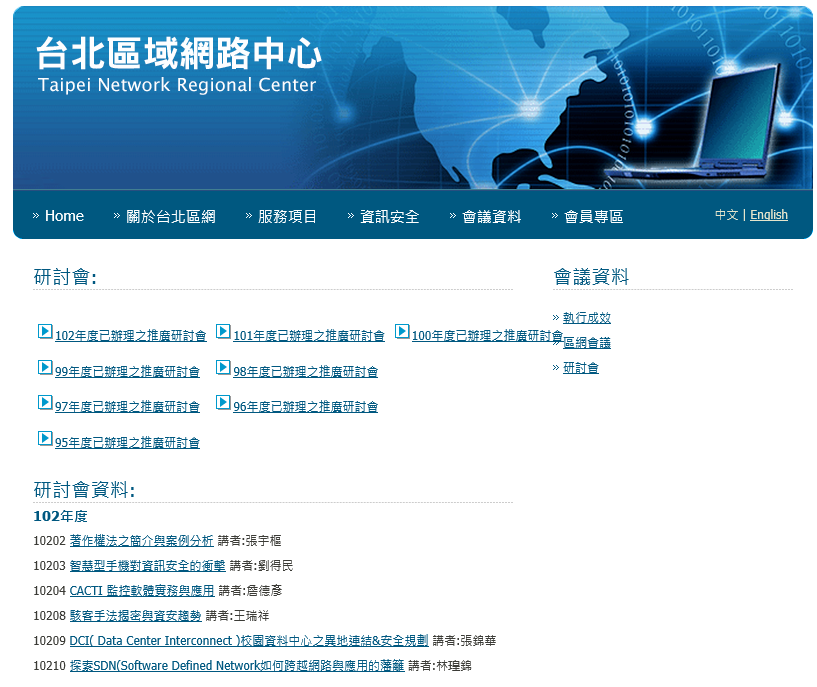 台北區域網路中心
Taipei Network Regional Center
» Home » 關於台北區網 » 服務項目 » 資訊安全 » 會議資料 » 會員專區 中文 | English
研討會:
102年度已辦理之推廣研討會 101年度已辦理之推廣研討會 100年度已辦理之推廣研討會
99年度已辦理之推廣研討會 98年度已辦理之推廣研討會
97年度已辦理之推廣研討會 96年度已辦理之推廣研討會
95年度已辦理之推廣研討會
會議資料
» 執行成效
» 區網會議
» 研討會
研討會資料:
102年度
10202 著作權法之簡介與案例分析 講者:張宇樞
10203 智慧型手機對資訊安全的衝擊 講者:劉得民
10204 CACTI 監控軟體實務與應用 講者:詹德彥
10208 駭客手法揭密與資安趨勢 講者:王瑞祥
10209 DCI( Data Center Interconnect )校園資料中心之異地連結&安全規劃 講者:張錦華
10210 探索SDN(Software Defined Network如何跨越網路與應用的藩籬 講者:林瑝錦